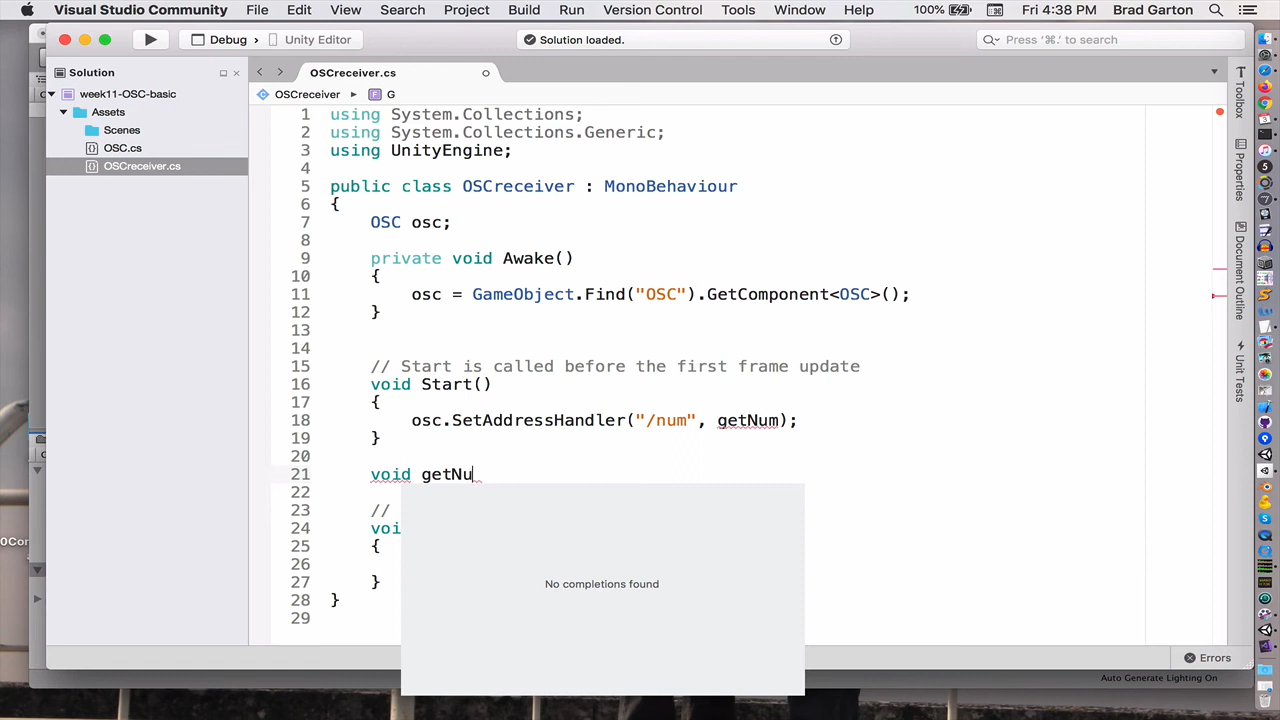 Visual Studio Community File Edit View Search Project Build Run Version Control Tools Window Help 100% Fri 4:38 PM Brad Garton
Debug > Unity Editor
Solution loaded.
Press '⌘.' to search
Solution
OSCreceiver.cs
week11-OSC-basic
Assets
Scenes
OSC.cs
OSCreceiver.cs
OSCreceiver ▸ G
1 using System.Collections;
2 using System.Collections.Generic;
3 using UnityEngine;
4
5 public class OSCreceiver : MonoBehaviour
6 {
7 OSC osc;
8
9 private void Awake()
10 {
11 osc = GameObject.Find("OSC").GetComponent<OSC>();
12 }
13
14
15 // Start is called before the first frame update
16 void Start()
17 {
18 osc.SetAddressHandler("/num", getNum);
19 }
20
21 void getNu
22
23 //
24 voi
25 {
26
27 }
28 }
29
No completions found
Toolbox
Properties
Document Outline
Unit Tests
Errors
Auto Generate Lighting On